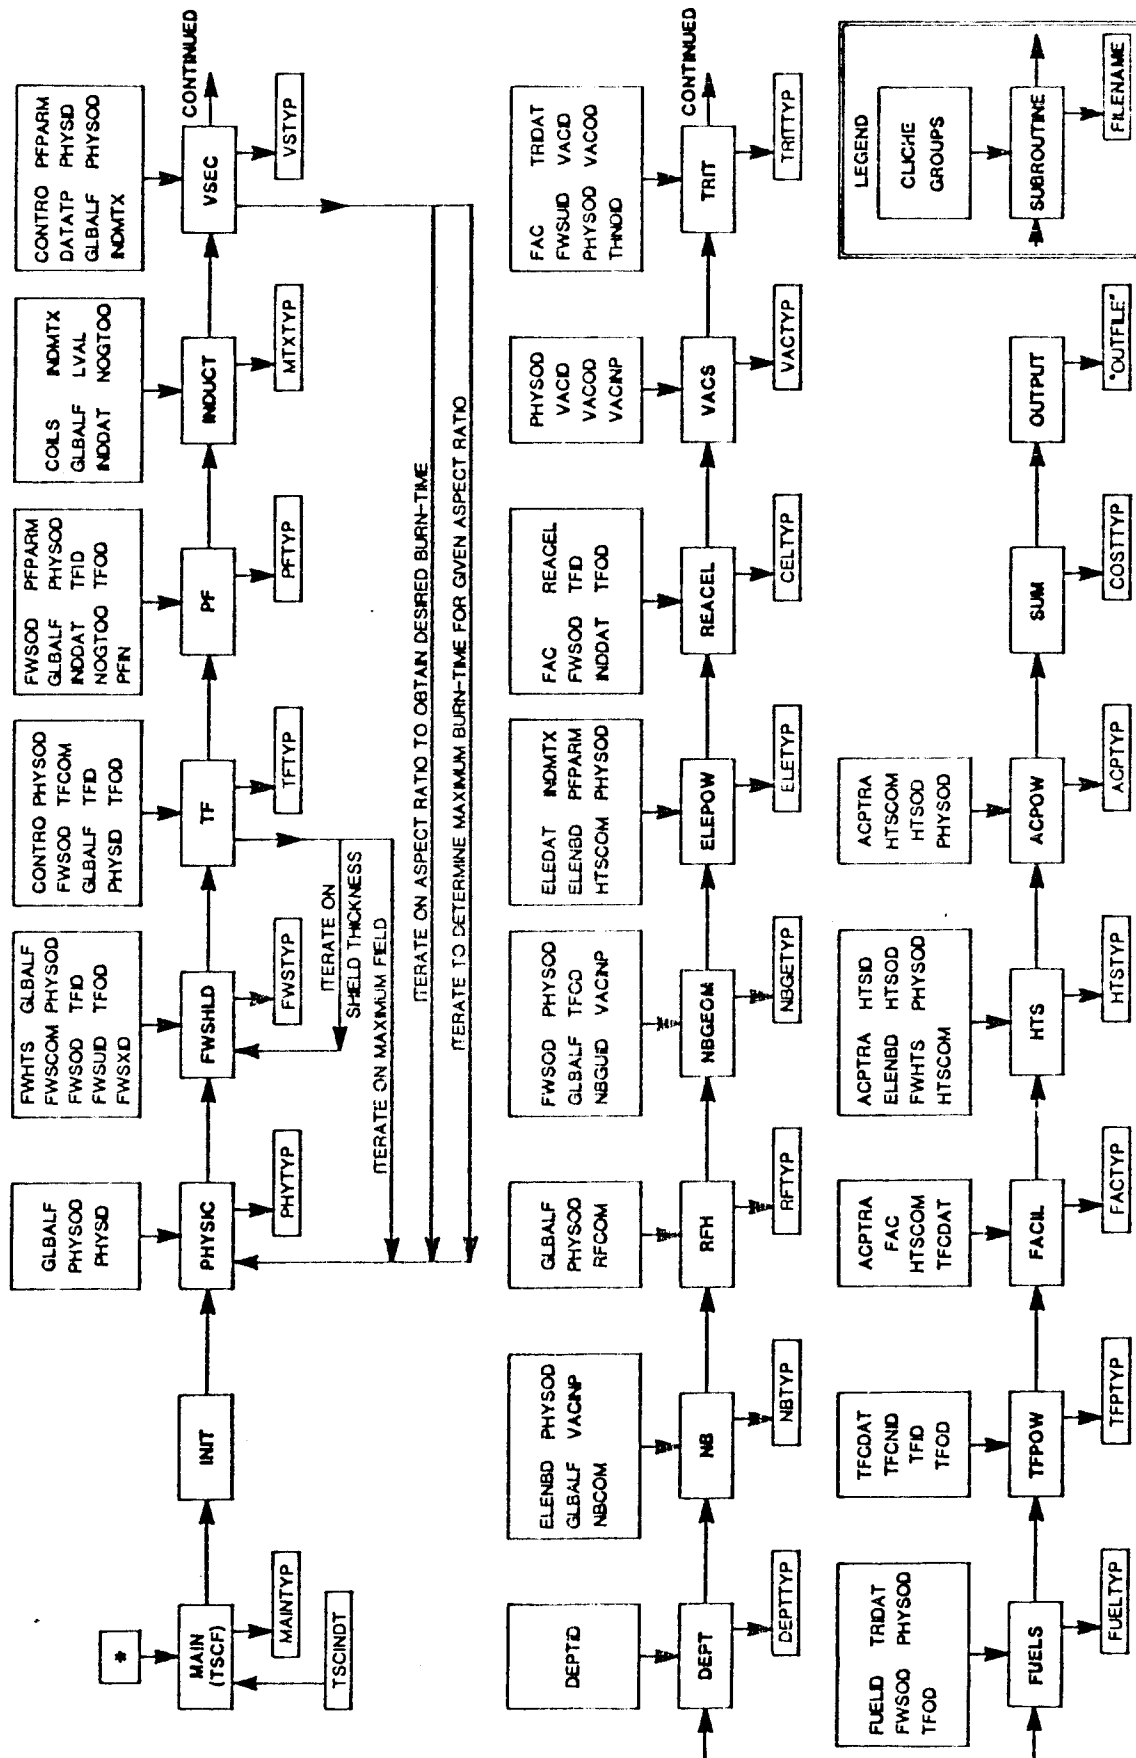 *
MAIN
(TSCF)
MAINTYP
TSCINDT
INIT
GLBALF
PHYSOD
PHYSID
PHYSIC
PHYTYP
FWHTS GLBALF
FWSCOM PHYSOD
FWSOD TFID
FWSUID TFOD
FWSXID
FWSHLD
FWSTYP
CONTRO PHYSOD
FWSOD TFCOM
GLBALF TFID
PHYSID TFOD
TF
TFTYP
FWSOD PFPARM
GLBALF PHYSOD
INDDAT TFID
NOGTOO TFOD
PFIN
PF
PFTYP
COILS INDMTX
GLBALF LVAL
INDDAT NOGTOO
INDUCT
MTXTYP
CONTRO PFPARM
DATATP PHYSID
GLBALF PHYSOD
INDMTX
VSEC
VSTYP
CONTINUED
ITERATE ON
SHIELD THICKNESS
ITERATE ON MAXIMUM FIELD
ITERATE ON ASPECT RATIO TO OBTAIN DESIRED BURN-TIME
ITERATE TO DETERMINE MAXIMUM BURN-TIME FOR GIVEN ASPECT RATIO
DEPTID
DEPT
DEPTTYP
ELENBD PHYSOD
GLBALF VACINP
NBCOM
NB
NBTYP
GLBALF
PHYSOD
RFCOM
RFH
RFTYP
FWSOD PHYSOD
GLBALF TFOD
NBGUID VACINP
NBGEOM
NBGETYP
ELEDAT INDMTX
ELENBD PFPARM
HTSCOM PHYSOD
ELEPOW
ELETYP
FAC REACEL
FWSOD TFID
INDDAT TFOD
REACEL
CELTYP
PHYSOD
VACID
VACOD
VACINP
VACS
VACTYP
FAC TRIDAT
FWSUID VACID
PHYSOD VACOD
THNDID
TRIT
TRITTYP
CONTINUED
FUELID TRIDAT
FWSOD PHYSOD
TFOD
FUELS
FUELTYP
TFCDAT
TFCNID
TFID
TFOD
TFPOW
TFPTYP
ACPTRA
FAC
HTSCOM
TFCDAT
FACIL
FACTYP
ACPTRA HTSID
ELENBD HTSOD
FWHTS PHYSOD
HTSCOM
HTS
HTSTYP
ACPTRA
HTSCOM
HTSOD
PHYSOD
ACPOW
ACPTYP
SUM
COSTTYP
OUTPUT
"OUTFILE"
LEGEND
CLICHE
GROUPS
SUBROUTINE
FILENAME